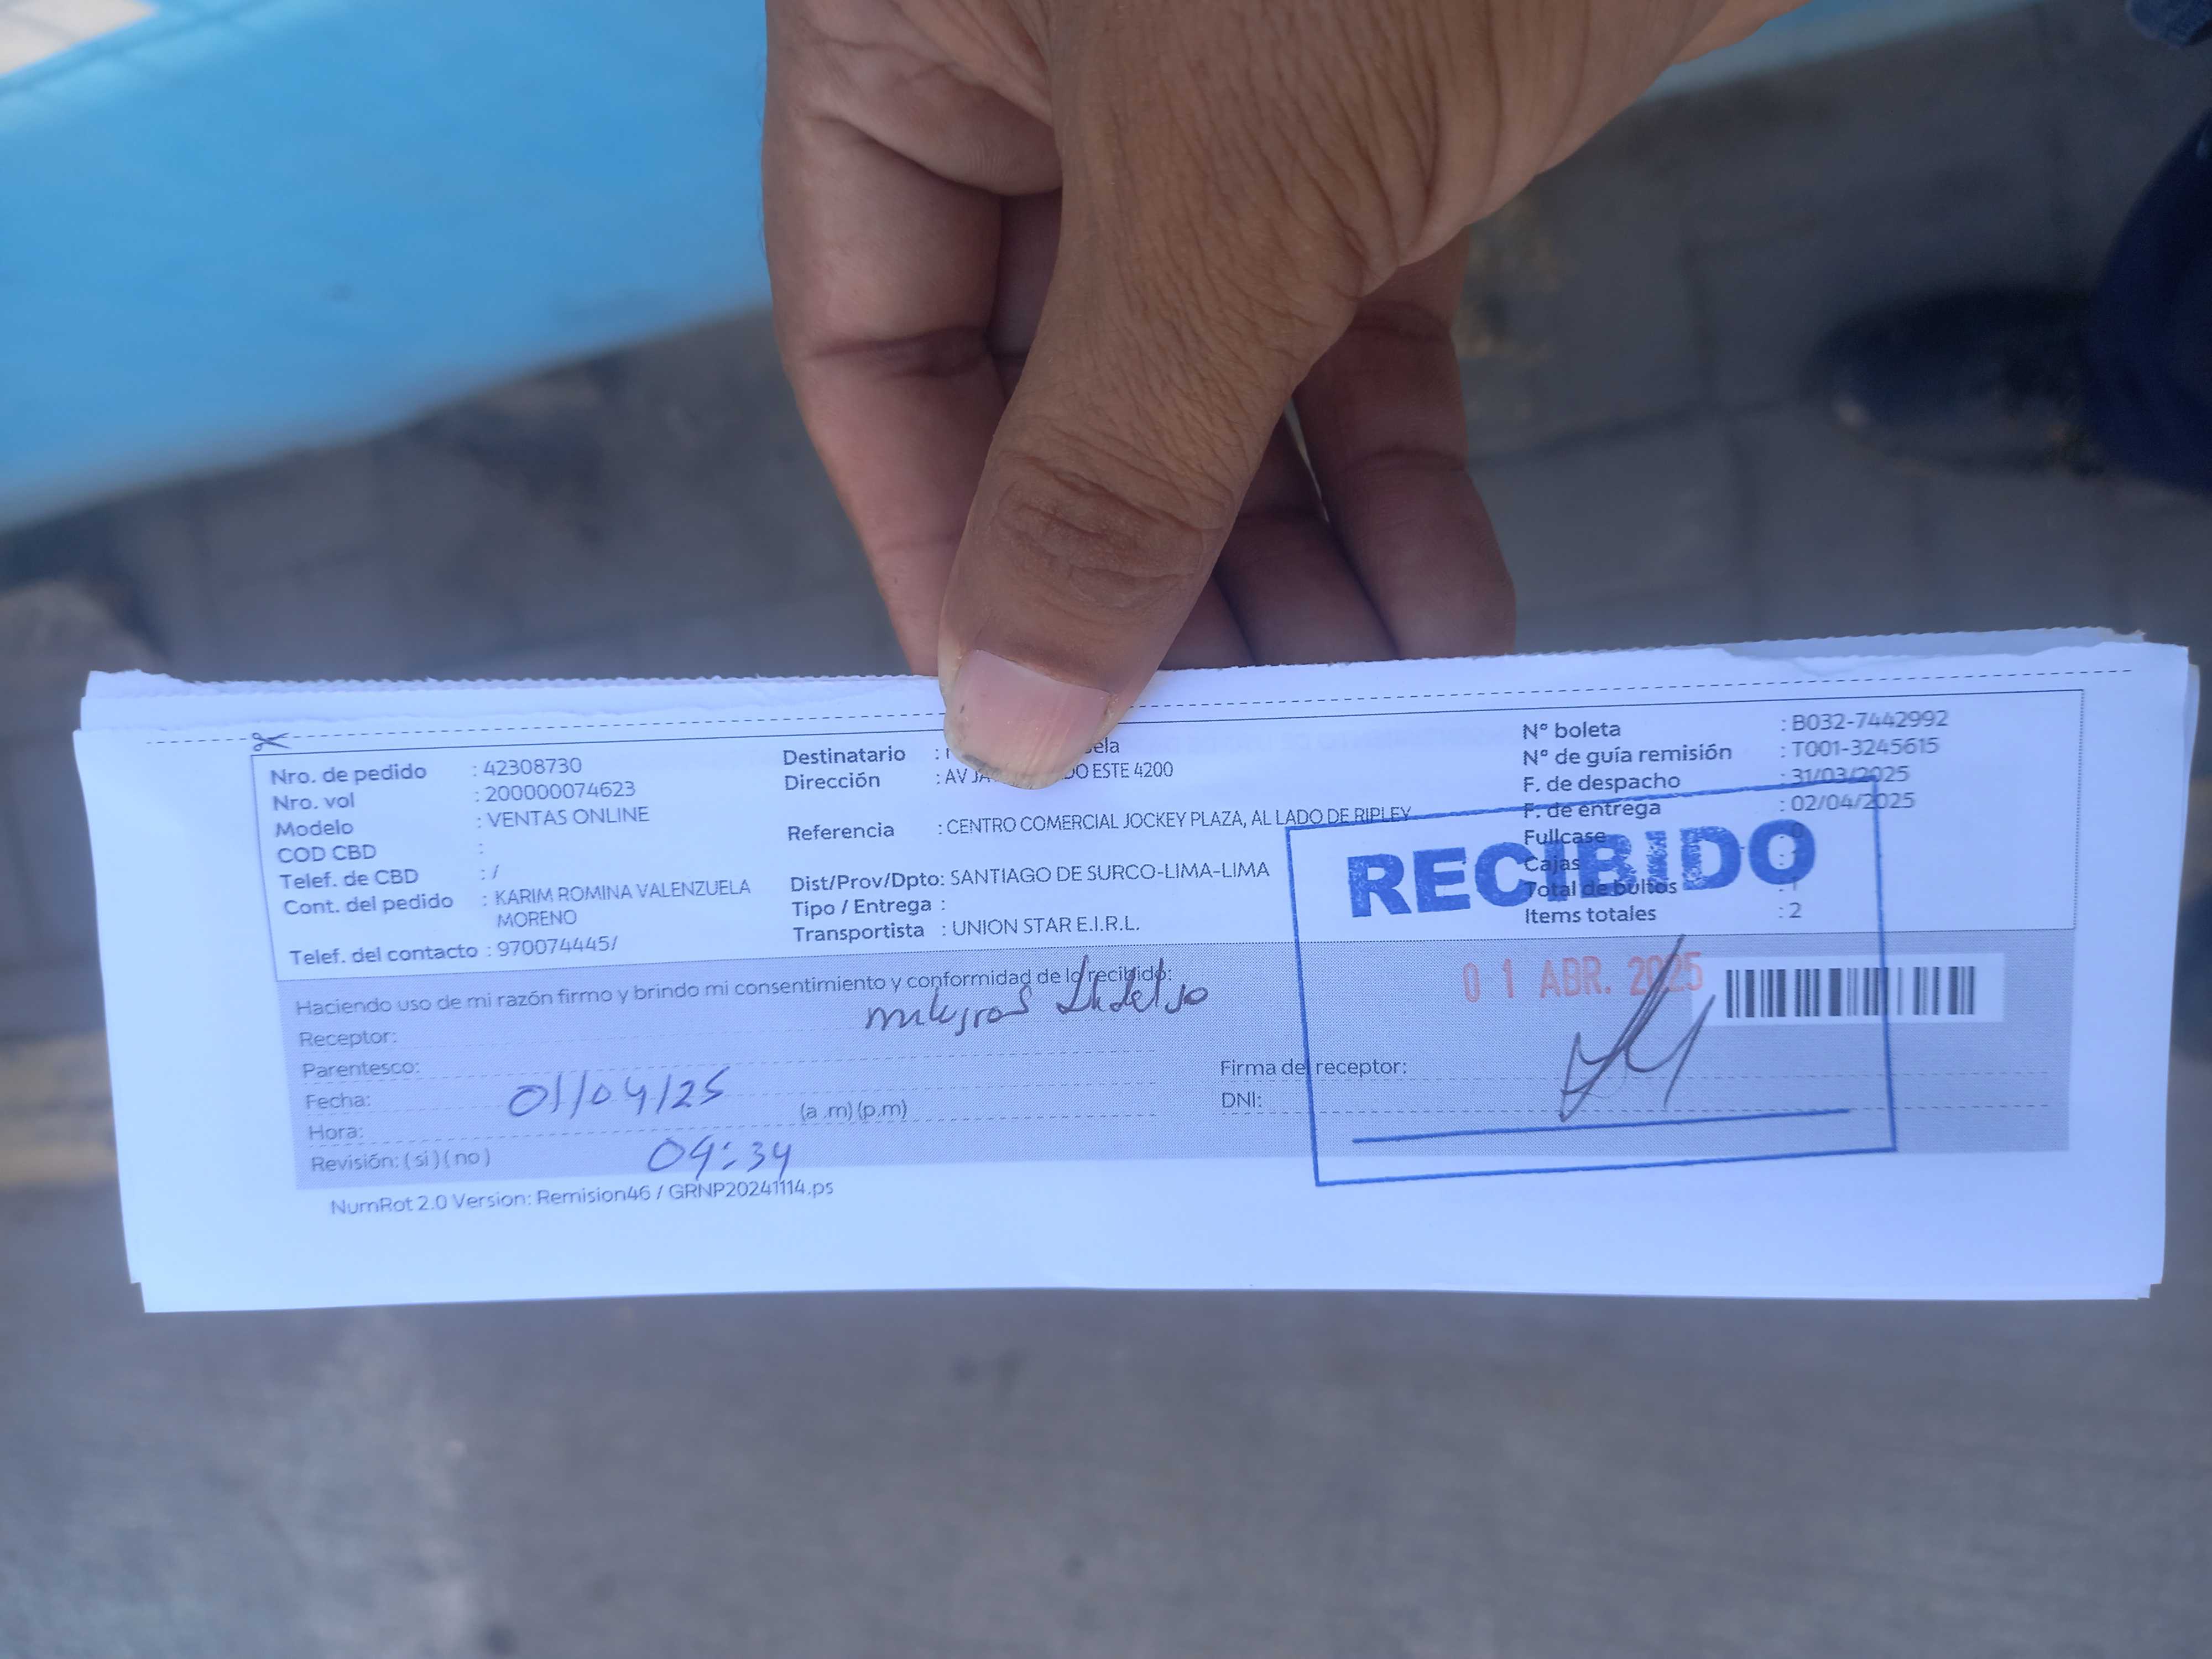 Nro. de pedido : 42308730
Nro. vol : 200000074623
Modelo : VENTAS ONLINE
COD CBD :
Telef. de CBD : /
Cont. del pedido : KARIM ROMINA VALENZUELA
MORENO
Telef. del contacto : 970074445/
Destinatario : ela
Dirección : AV JA DO ESTE 4200
Referencia : CENTRO COMERCIAL JOCKEY PLAZA, AL LADO DE RIPLEY
Dist/Prov/Dpto: SANTIAGO DE SURCO-LIMA-LIMA
Tipo / Entrega :
Transportista : UNION STAR E.I.R.L.
Nº boleta : B032-7442992
Nº de guía remisión : T001-3245615
F. de despacho : 31/03/2025
F. de entrega : 02/04/2025
Fullcase : 0
Cajas :
Total de bultos : 1
Items totales : 2
RECIBIDO
01 ABR. 2025
Haciendo uso de mi razón firmo y brindo mi consentimiento y conformidad de lo recibido:
Receptor: milagros
Parentesco:
Fecha: 01/04/25
Hora: (a .m) (p.m)
09:34
Revisión: ( si ) ( no )
Firma del receptor:
DNI:
NumRot 2.0 Version: Remision46 / GRNP20241114.ps